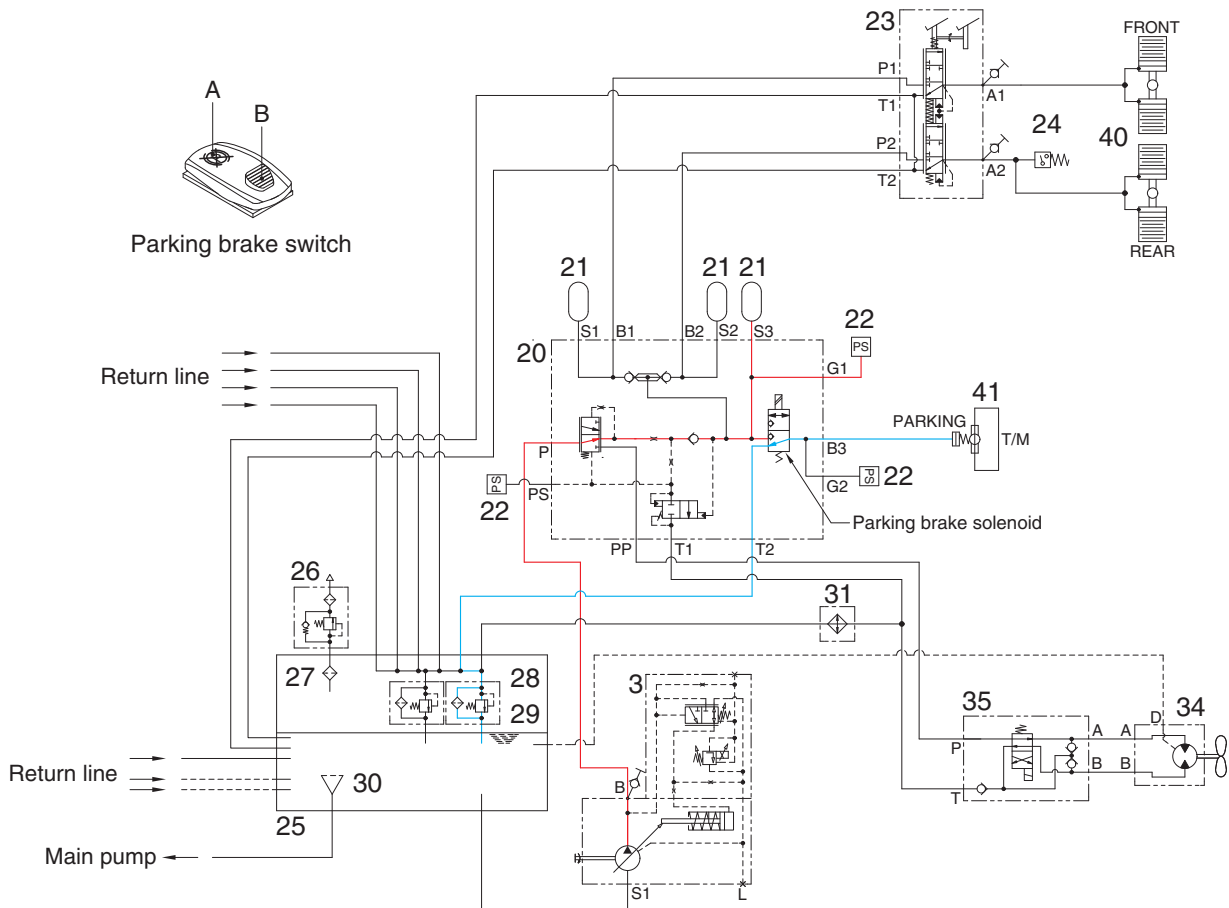 23
FRONT
A
P1
B
T1
A1
24
40
P2
T2
A2
Parking brake switch
REAR
21
21
21
S1
B1
B2
S2
S3
22
PS
20
G1
Return line
41
PARKING
T/M
P
B3
G2
PS
22
PS
PS
22
Parking brake solenoid
PP
T1
T2
26
31
27
28
3
29
35
34
D
A
A
P
B
B
Return line
30
B
T
25
Main pump
S1
L